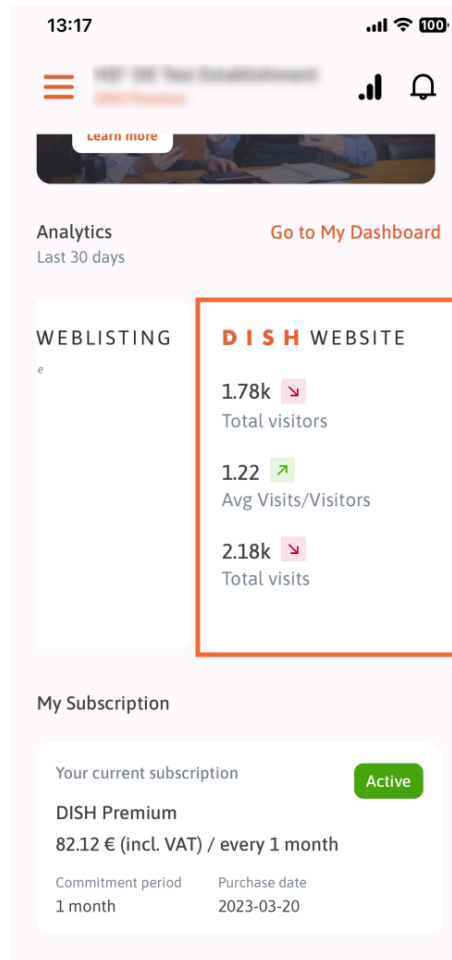 13:17
100
Learn more
Analytics
Go to My Dashboard
Last 30 days
WEBLISTING
e
DISH WEBSITE
1.78k
Total visitors
1.22
Avg Visits/Visitors
2.18k
Total visits
My Subscription
Your current subscription
Active
DISH Premium
82.12 € (incl. VAT) / every 1 month
Commitment period
Purchase date
1 month
2023-03-20